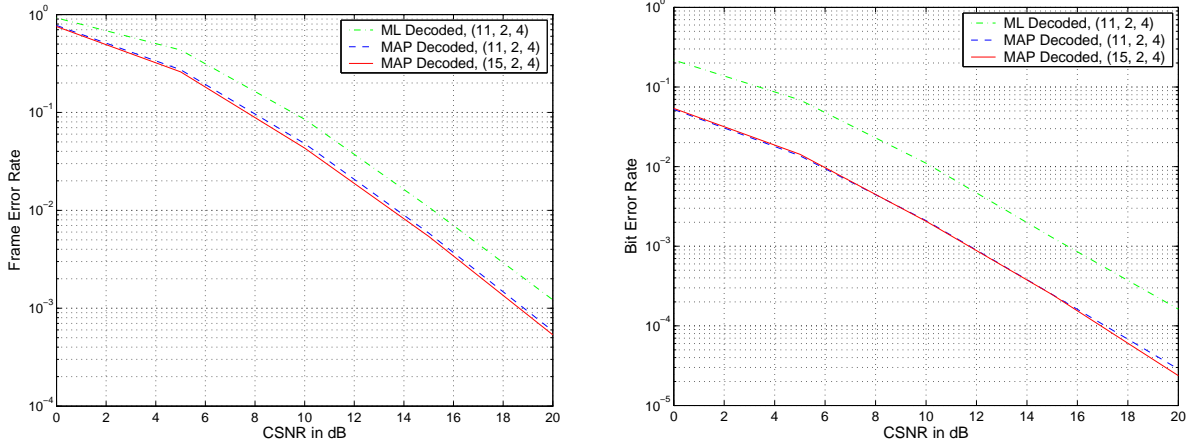 10^0
10^-1
10^-2
10^-3
10^-4
Frame Error Rate
0 2 4 6 8 10 12 14 16 18 20
CSNR in dB
ML Decoded, (11, 2, 4)
MAP Decoded, (11, 2, 4)
MAP Decoded, (15, 2, 4)
10^0
10^-1
10^-2
10^-3
10^-4
10^-5
Bit Error Rate
0 2 4 6 8 10 12 14 16 18 20
CSNR in dB
ML Decoded, (11, 2, 4)
MAP Decoded, (11, 2, 4)
MAP Decoded, (15, 2, 4)